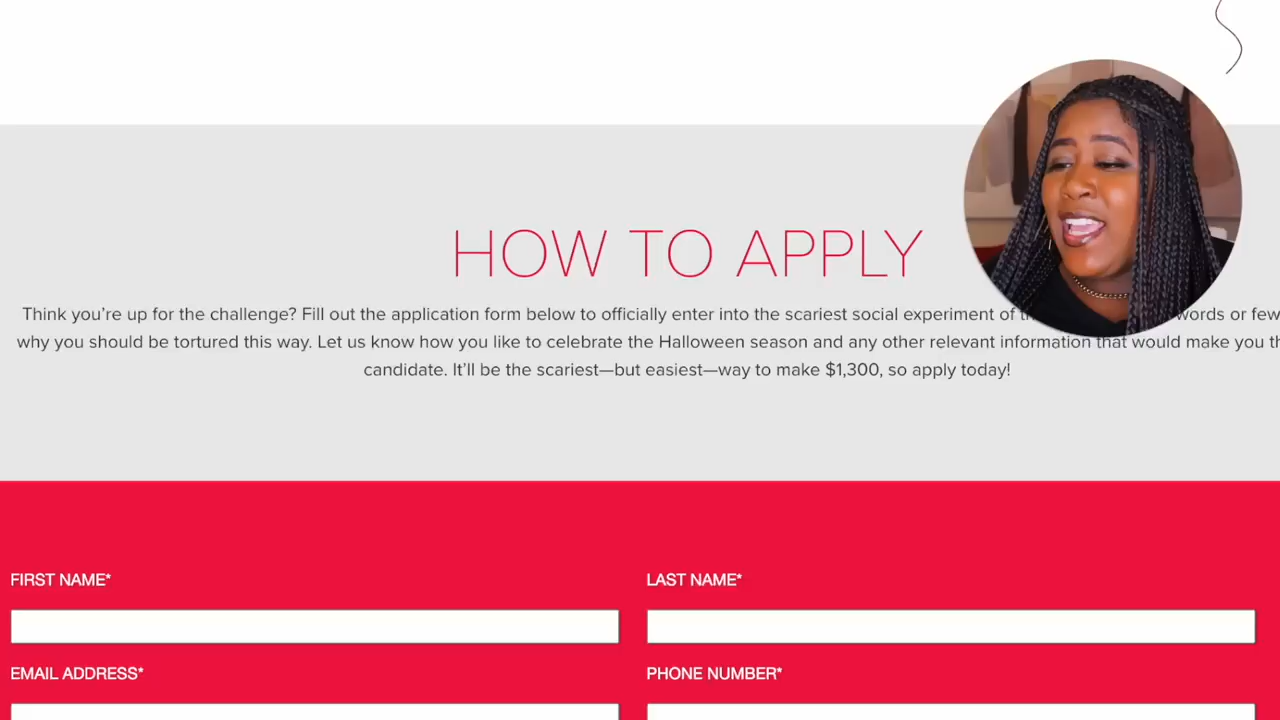 HOW TO APPLY
Think you’re up for the challenge? Fill out the application form below to officially enter into the scariest social experiment of words or few
why you should be tortured this way. Let us know how you like to celebrate the Halloween season and any other relevant information that would make you
candidate. It’ll be the scariest—but easiest—way to make $1,300, so apply today!
FIRST NAME*
LAST NAME*
EMAIL ADDRESS*
PHONE NUMBER*